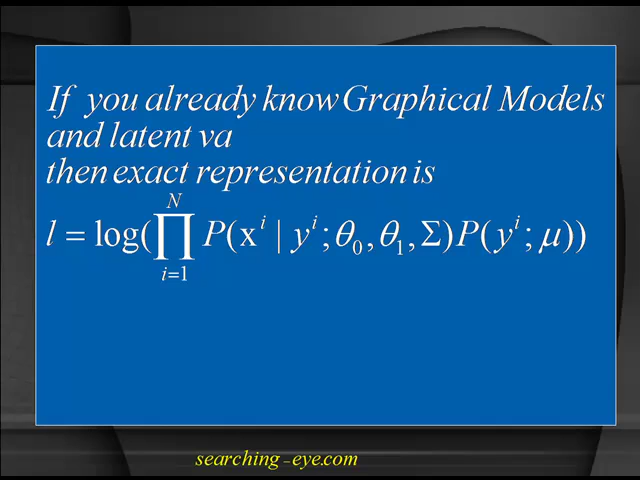 If you already know Graphical Models
and latent va
then exact representation is
l = log(∏_{i=1}^{N} P(x^i | y^i ; θ_0, θ_1, Σ)P(y^i ; μ))
searching-eye.com